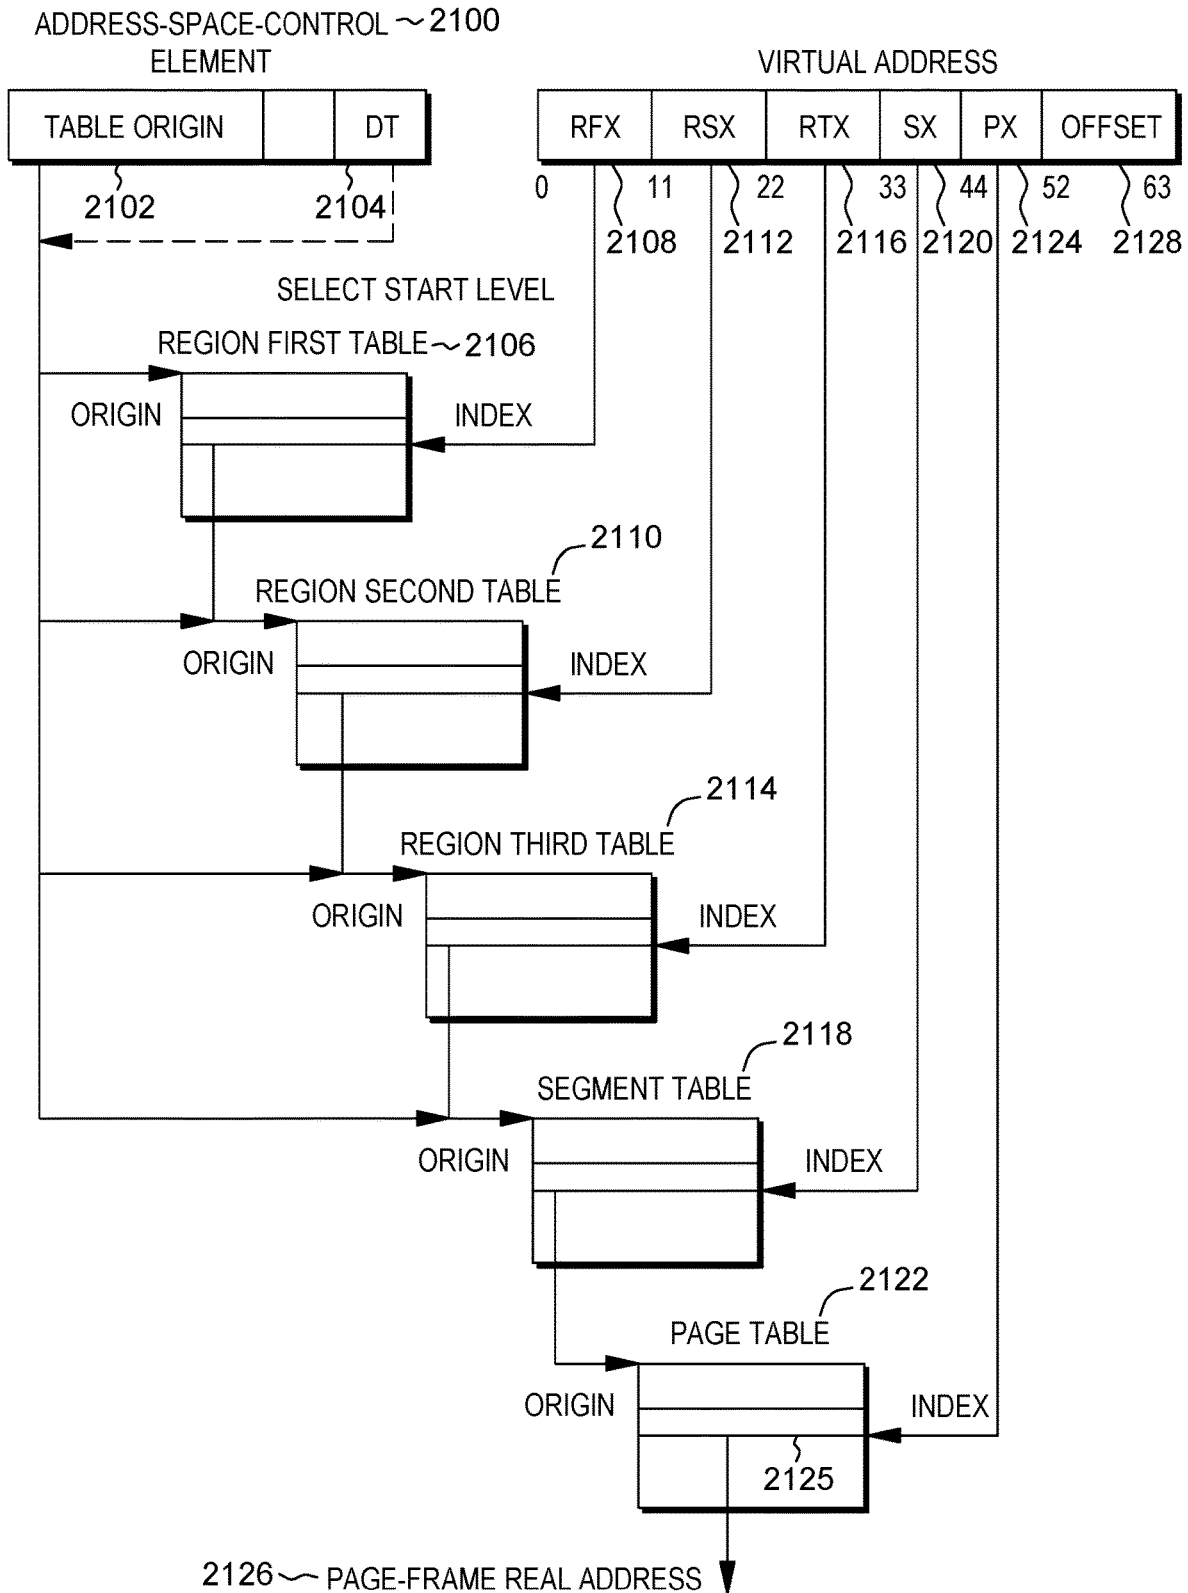 ADDRESS-SPACE-CONTROL 2100
ELEMENT
VIRTUAL ADDRESS
TABLE ORIGIN DT
RFX RSX RTX SX PX OFFSET
0 11 22 33 44 52 63
2102 2104
2108 2112 2116 2120 2124 2128
SELECT START LEVEL
REGION FIRST TABLE 2106
ORIGIN INDEX
2110
REGION SECOND TABLE
ORIGIN INDEX
2114
REGION THIRD TABLE
ORIGIN INDEX
2118
SEGMENT TABLE
ORIGIN INDEX
2122
PAGE TABLE
ORIGIN INDEX
2125
2126 PAGE-FRAME REAL ADDRESS